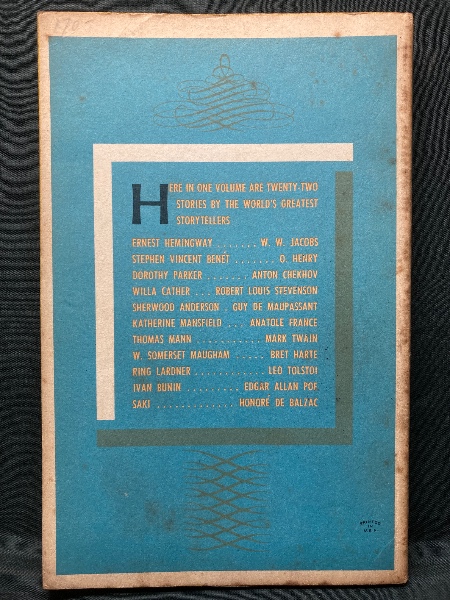 HERE IN ONE VOLUME ARE TWENTY-TWO
STORIES BY THE WORLD'S GREATEST
STORYTELLERS
ERNEST HEMINGWAY ....... W. W. JACOBS
STEPHEN VINCENT BENÉT ....... O. HENRY
DOROTHY PARKER ....... ANTON CHEKHOV
WILLA CATHER ... ROBERT LOUIS STEVENSON
SHERWOOD ANDERSON . GUY DE MAUPASSANT
KATHERINE MANSFIELD ... ANATOLE FRANCE
THOMAS MANN ........... MARK TWAIN
W. SOMERSET MAUGHAM ..... BRET HARTE
RING LARDNER ............ LEO TOLSTOI
IVAN BUNIN ......... EDGAR ALLAN POE
SAKI .............. HONORÉ DE BALZAC
PRINTED
IN
U.S.A.